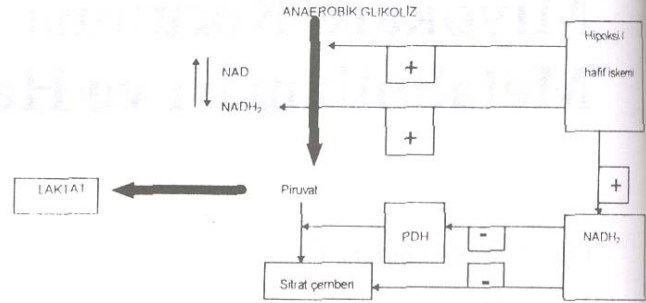 ANAEROBİK GLİKOLİZ
Hipoksi /
hafif iskemi
+
NAD
NADH₂
+
+
LAKTAT
Piruvat
PDH
-
NADH₂
-
Sitrat çemberi